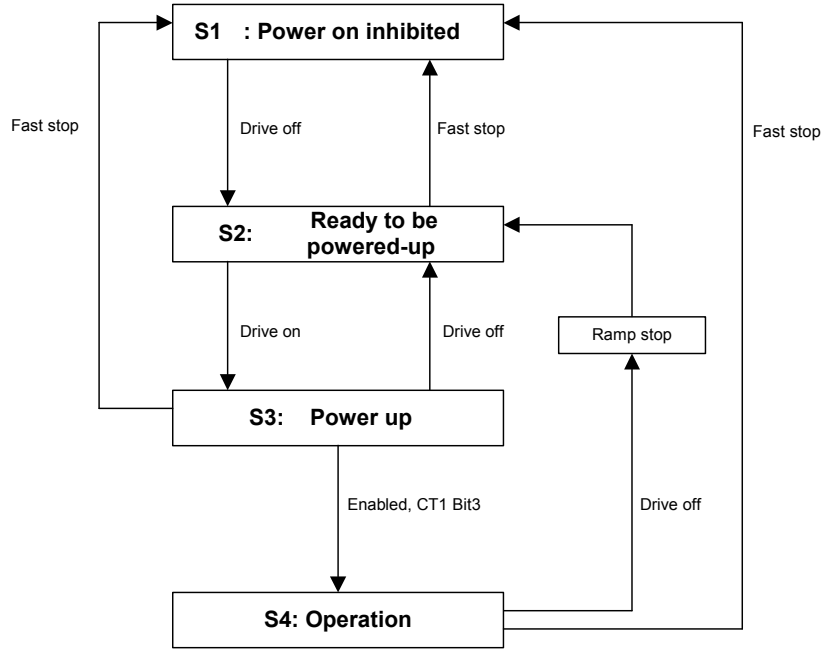 S1 : Power on inhibited
Fast stop
Drive off
Fast stop
Fast stop
S2: Ready to be
powered-up
Drive on
Drive off
Ramp stop
S3: Power up
Enabled, CT1 Bit3
Drive off
S4: Operation